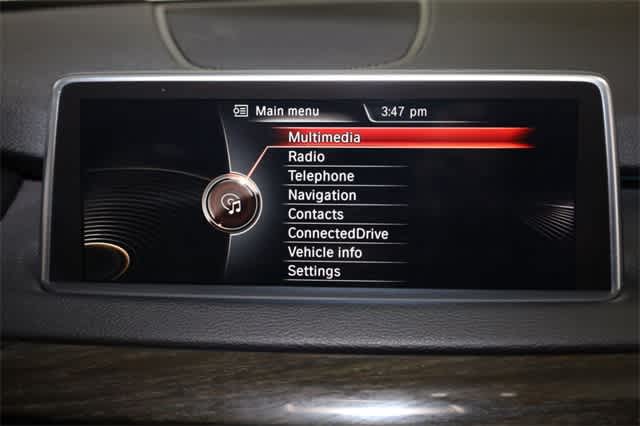 Main menu 3:47 pm
Multimedia
Radio
Telephone
Navigation
Contacts
ConnectedDrive
Vehicle info
Settings